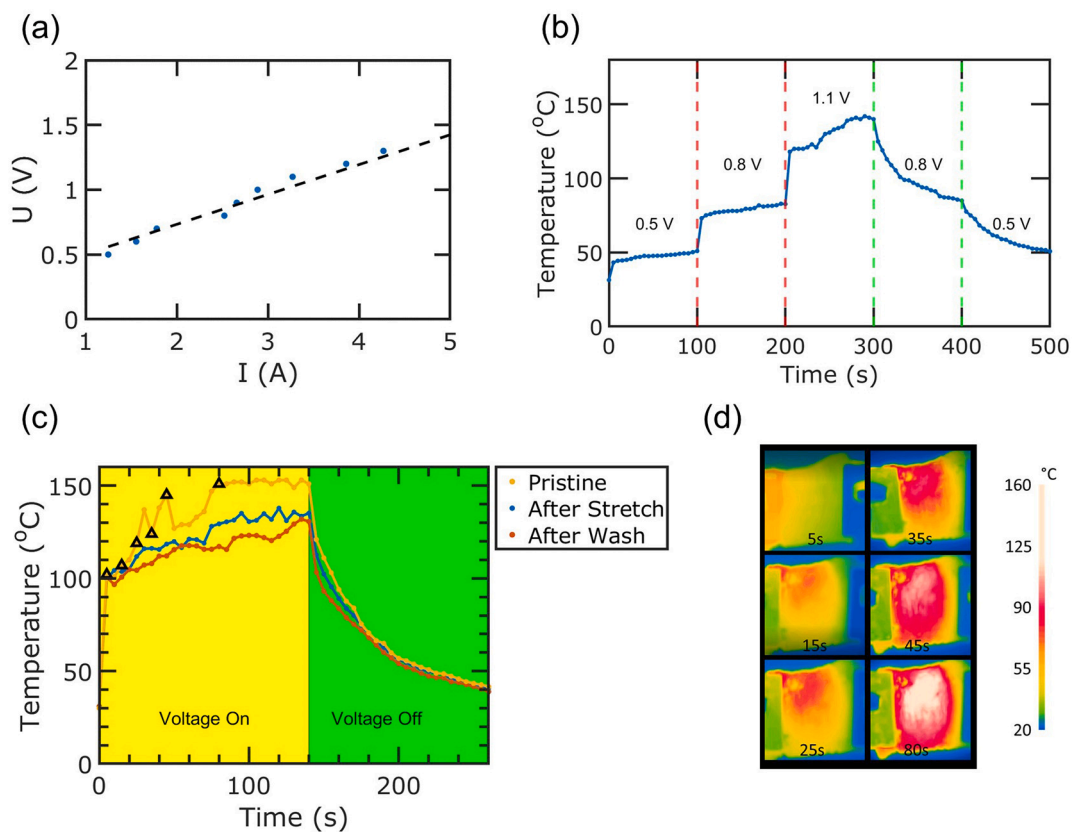 (a)
2
1.5
1
0.5
0
U (V)
1 2 3 4 5
I (A)
(b)
150
100
50
0
Temperature (°C)
0.5 V
0.8 V
1.1 V
0.8 V
0.5 V
0 100 200 300 400 500
Time (s)
(c)
150
100
50
0
Temperature (°C)
Voltage On
Voltage Off
0 100 200
Time (s)
Pristine
After Stretch
After Wash
(d)
5s 35s
15s 45s
25s 80s
°C
160
125
90
55
20